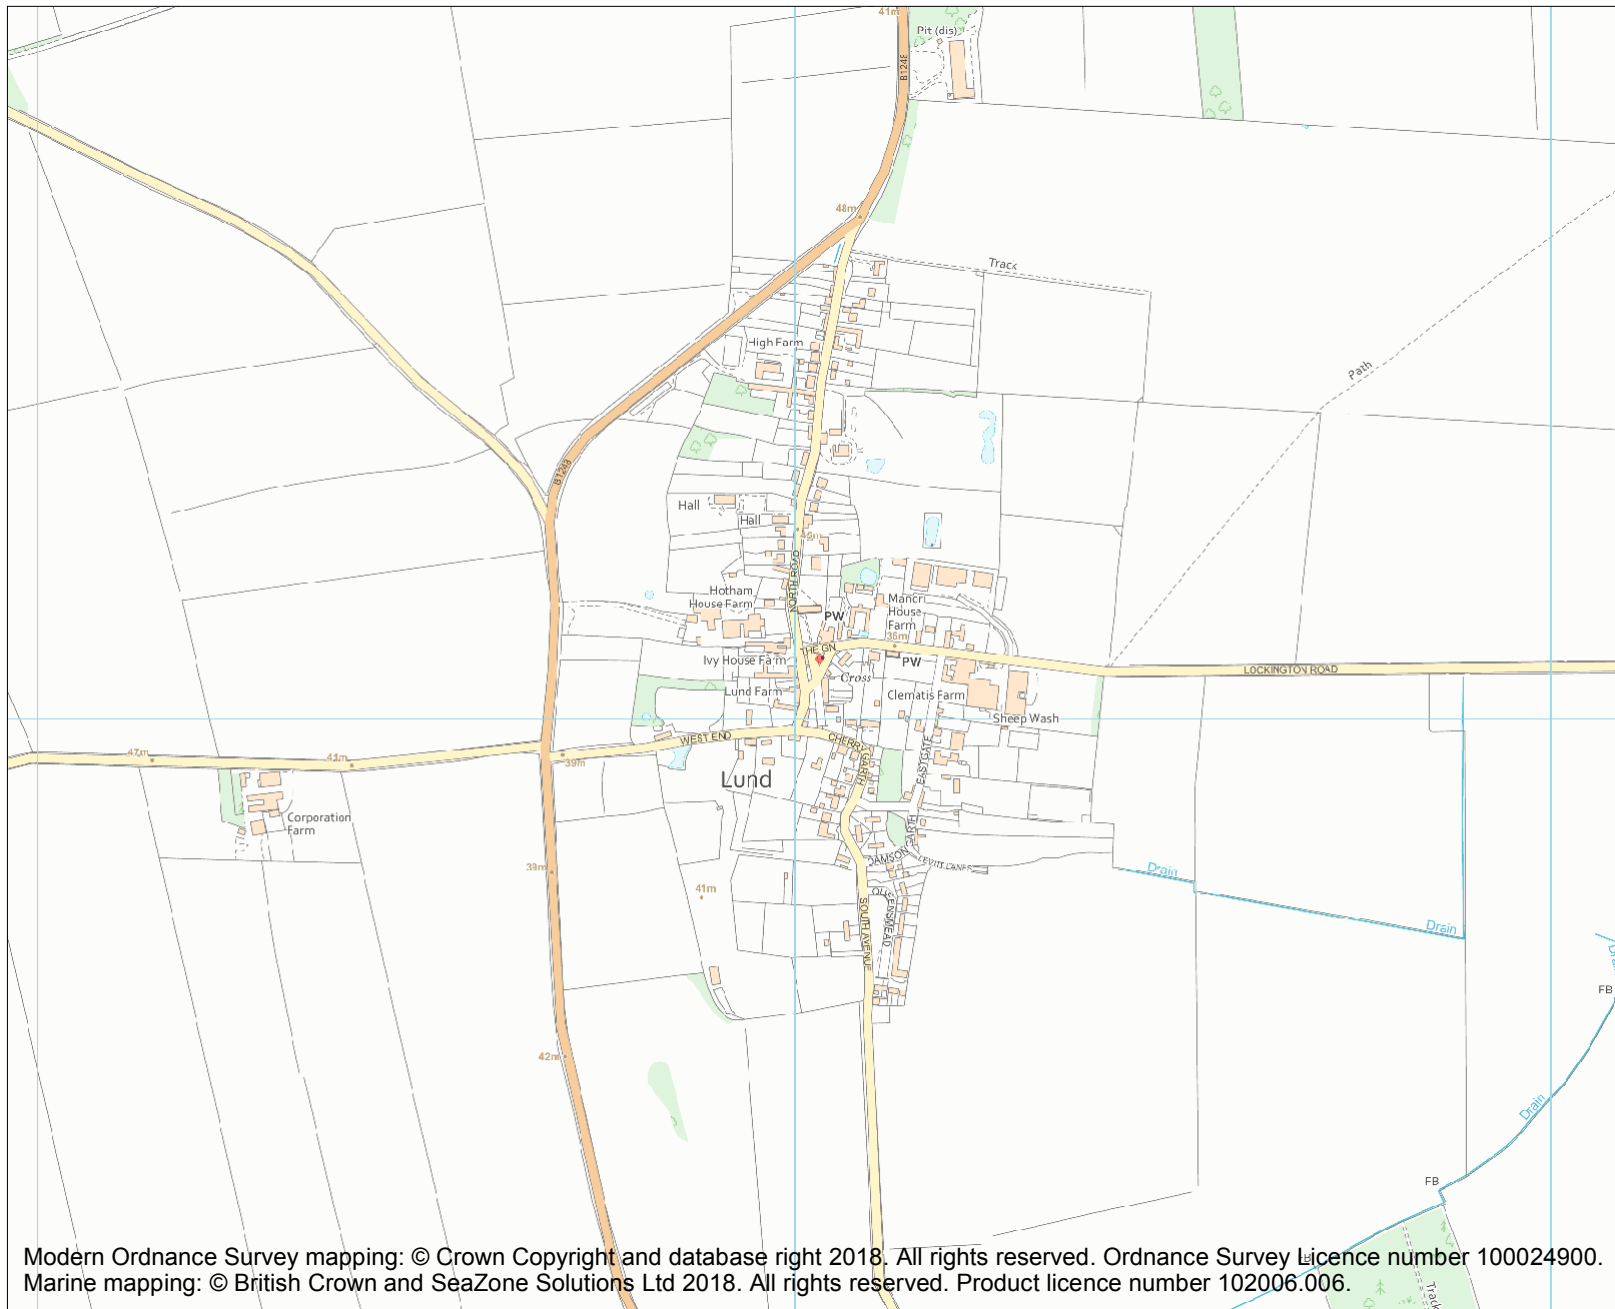 41m
Pit (dis)
B1248
48m
Track
High Farm
Path
B1248
Hall
Hall
NORTH ROAD
Hotham
House Farm
PW
Manor
House
Farm
36m
THE GN
Ivy House Farm
PW
Cross
LOCKINGTON ROAD
Lund Farm
Clematis Farm
Sheep Wash
WEST END
CHERRY GARTH
EASTGATE
47m
41m
39m
Lund
Corporation
Farm
DAMSON GARTH
LEVITT LANE
39m
Drain
41m
QUEENSMEAD
SOUTH AVENUE
Drain
FB
42m
Drain
FB
Modern Ordnance Survey mapping: © Crown Copyright and database right 2018. All rights reserved. Ordnance Survey Licence number 100024900.
Marine mapping: © British Crown and SeaZone Solutions Ltd 2018. All rights reserved. Product licence number 102006.006.